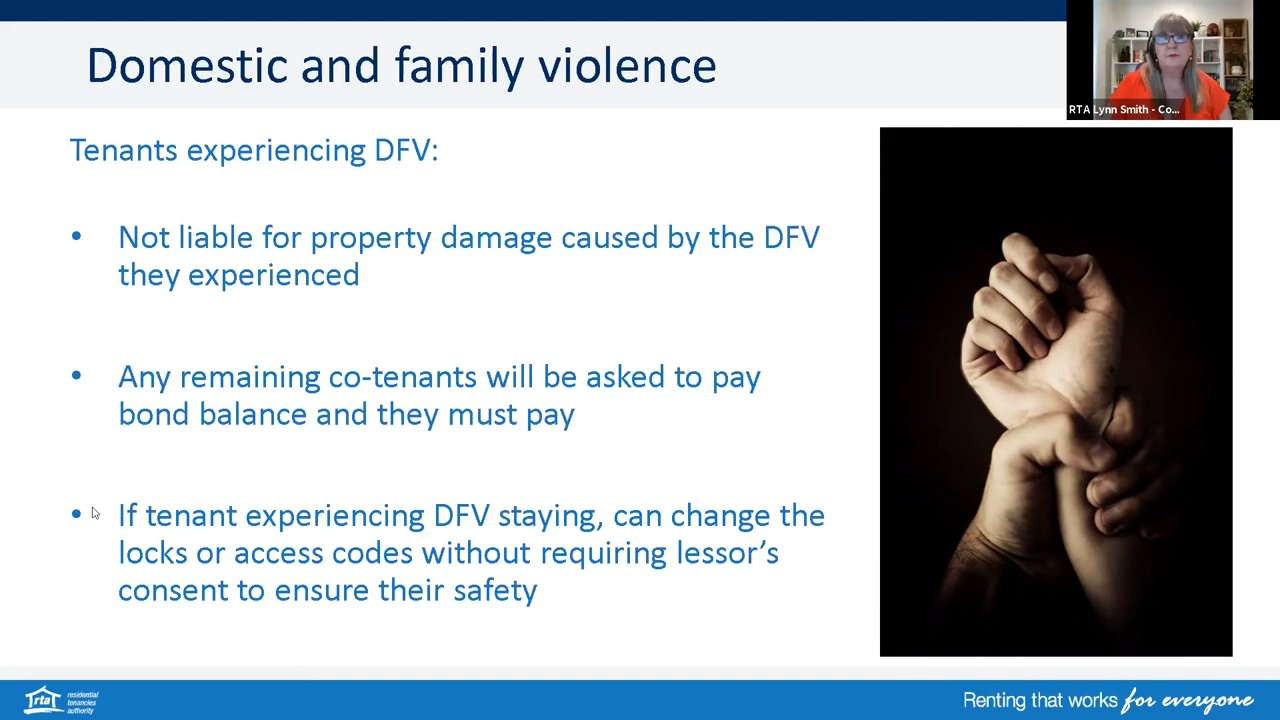 Domestic and family violence
RTA Lynn Smith - Co...
Tenants experiencing DFV:
• Not liable for property damage caused by the DFV
they experienced
• Any remaining co-tenants will be asked to pay
bond balance and they must pay
• If tenant experiencing DFV staying, can change the
locks or access codes without requiring lessor's
consent to ensure their safety
rta
residential
tenancies
authority
Renting that works for everyone